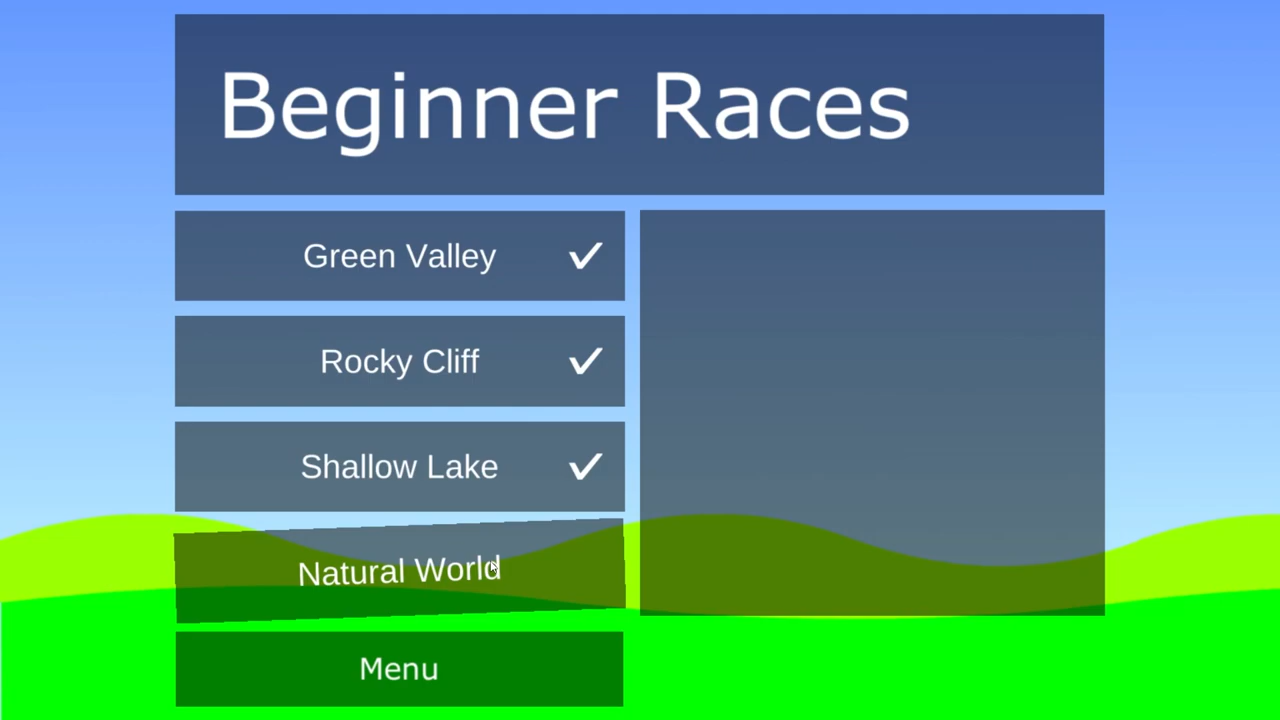 Beginner Races
Green Valley
Rocky Cliff
Shallow Lake
Natural World
Menu